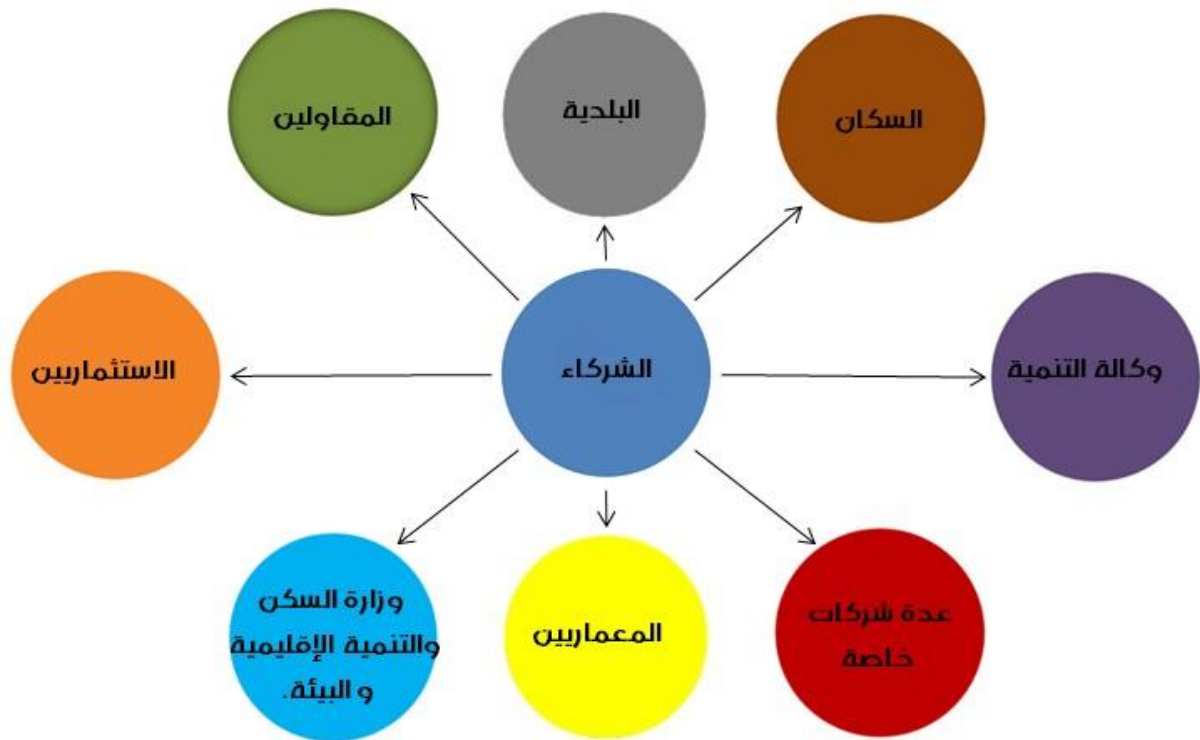 السكان
البلدية
المقاولين
وكالة التنمية
الشركاء
الاستثماريين
عدة شركات
خاصة
المعماريين
وزارة السكن
والتنمية الإقليمية
و البيئة.